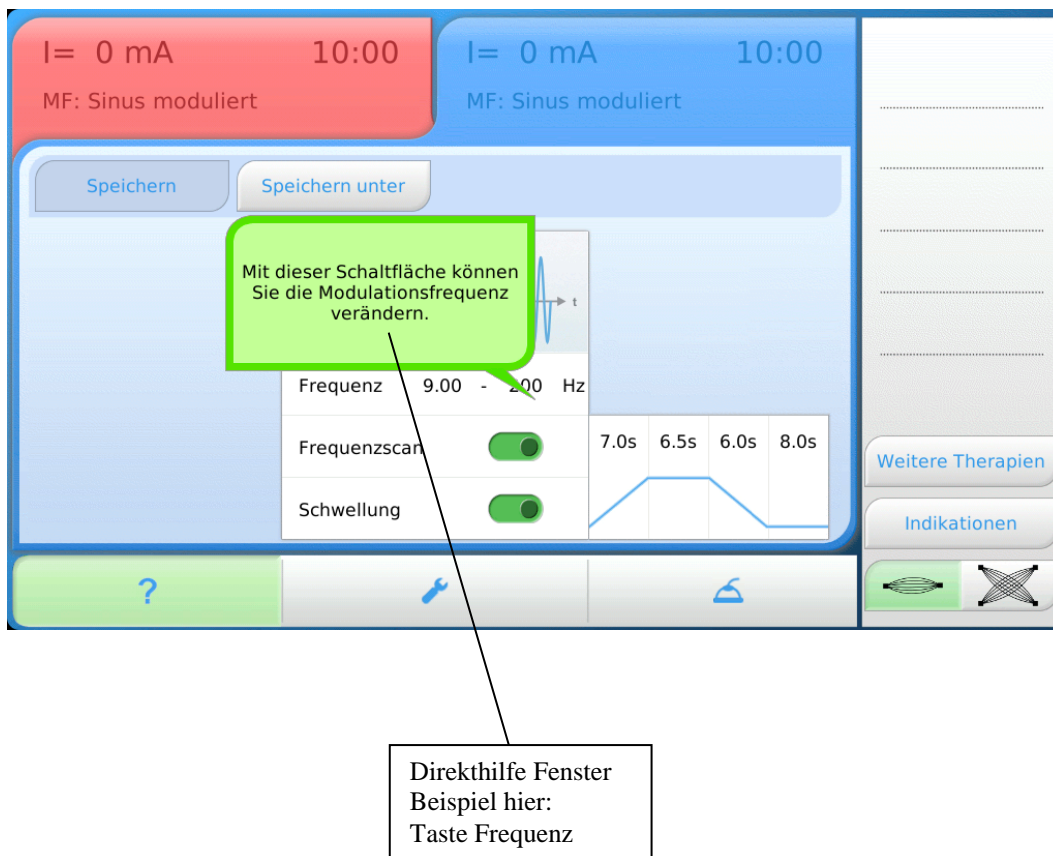 I= 0 mA 10:00
MF: Sinus moduliert
I= 0 mA 10:00
MF: Sinus moduliert
Speichern
Speichern unter
Mit dieser Schaltfläche können
Sie die Modulationsfrequenz
verändern.
t
Frequenz 9.00 - 200 Hz
Frequenzscan
Schwellung
7.0s 6.5s 6.0s 8.0s
Weitere Therapien
Indikationen
?
Direkthilfe Fenster
Beispiel hier:
Taste Frequenz